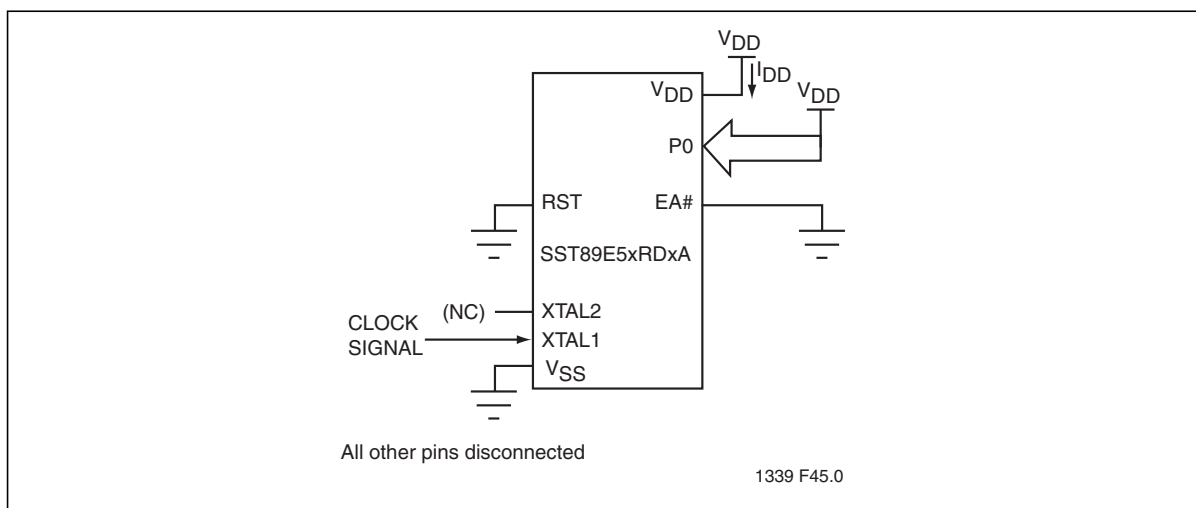 VDD
IDD
VDD
VDD
P0
RST
EA#
SST89E5xRDxA
(NC)
XTAL2
CLOCK
SIGNAL
XTAL1
VSS
All other pins disconnected
1339 F45.0